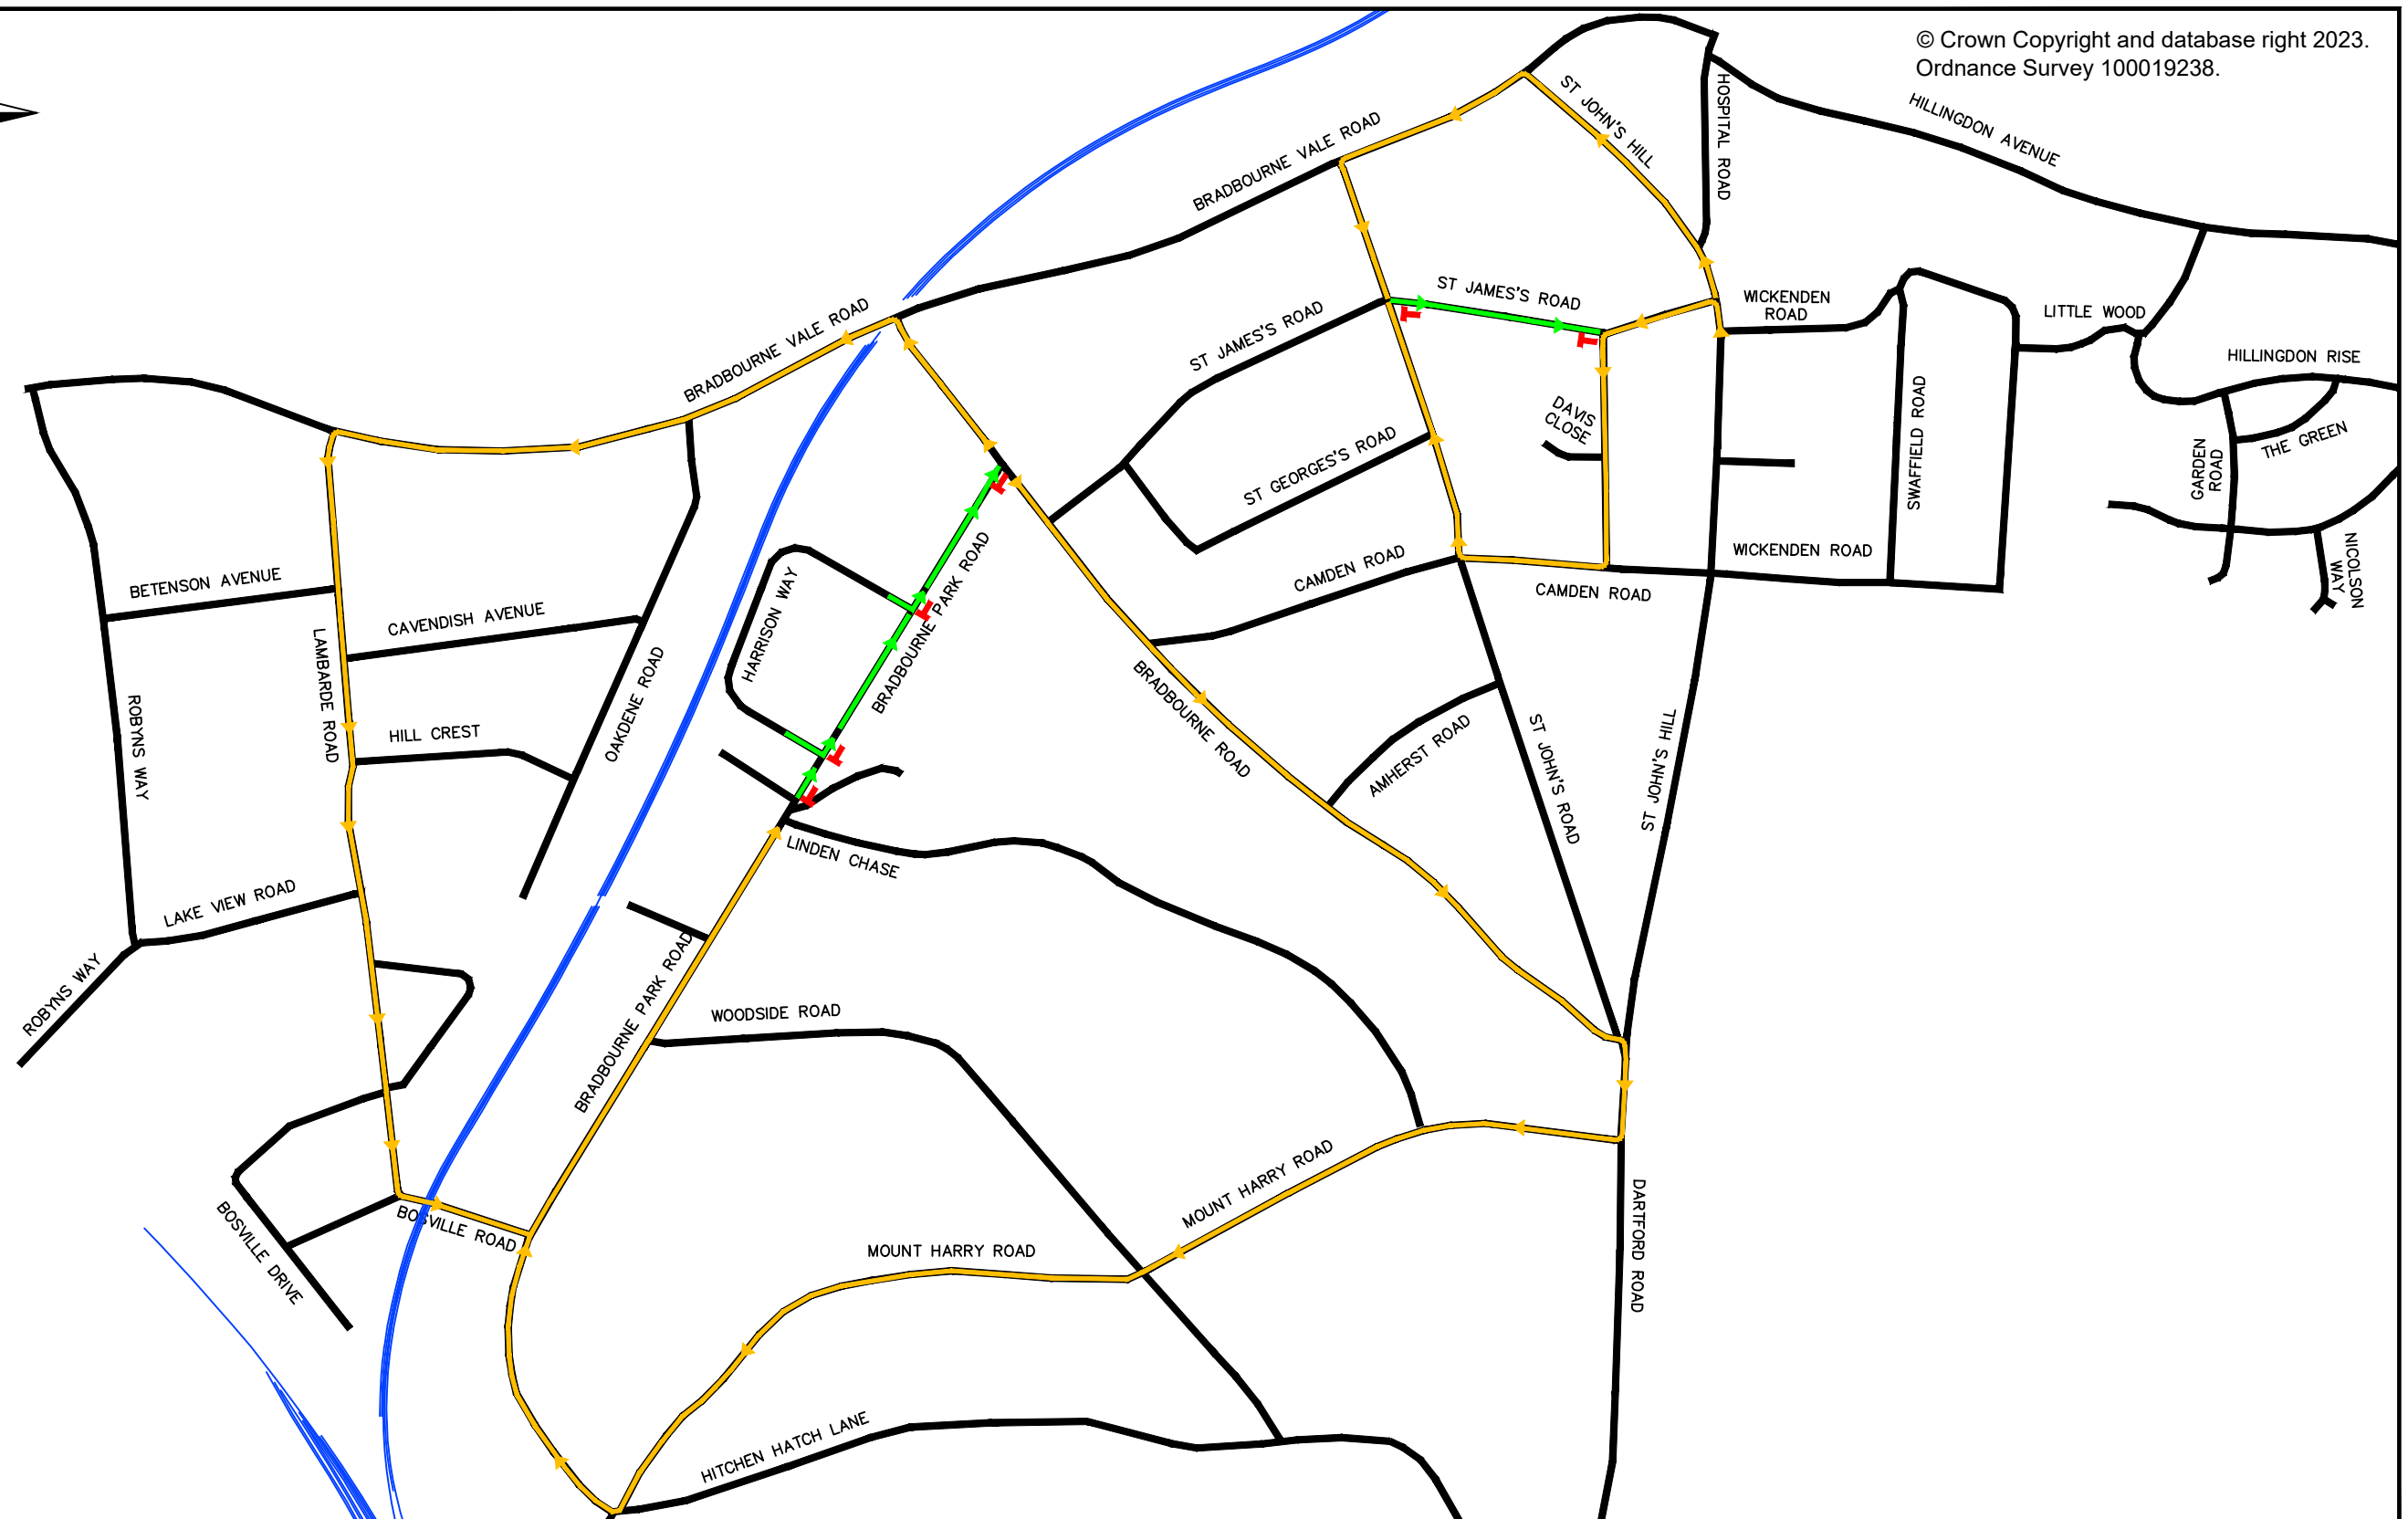 © Crown Copyright and database right 2023.
Ordnance Survey 100019238.
ST JOHN'S HILL
HOSPITAL ROAD
HILLINGDON AVENUE
BRADBOURNE VALE ROAD
ST JAMES'S ROAD
WICKENDEN
ROAD
LITTLE WOOD
BRADBOURNE VALE ROAD
ST JAMES'S ROAD
HILLINGDON RISE
DAVIS
CLOSE
SWAFFIELD ROAD
GARDEN
ROAD
THE GREEN
ST GEORGES'S ROAD
BETENSON AVENUE
CAVENDISH AVENUE
HARRISON WAY
BRADBOURNE PARK ROAD
CAMDEN ROAD
CAMDEN ROAD
WICKENDEN ROAD
NICOLSON
WAY
LAMBARDE ROAD
ROBYNS WAY
HILL CREST
OAKDENE ROAD
BRADBOURNE ROAD
AMHERST ROAD
ST JOHN'S ROAD
ST JOHN'S HILL
LINDEN CHASE
LAKE VIEW ROAD
ROBYNS WAY
BRADBOURNE PARK ROAD
WOODSIDE ROAD
MOUNT HARRY ROAD
DARTFORD ROAD
BOSVILLE ROAD
BOSVILLE DRIVE
MOUNT HARRY ROAD
HITCHEN HATCH LANE